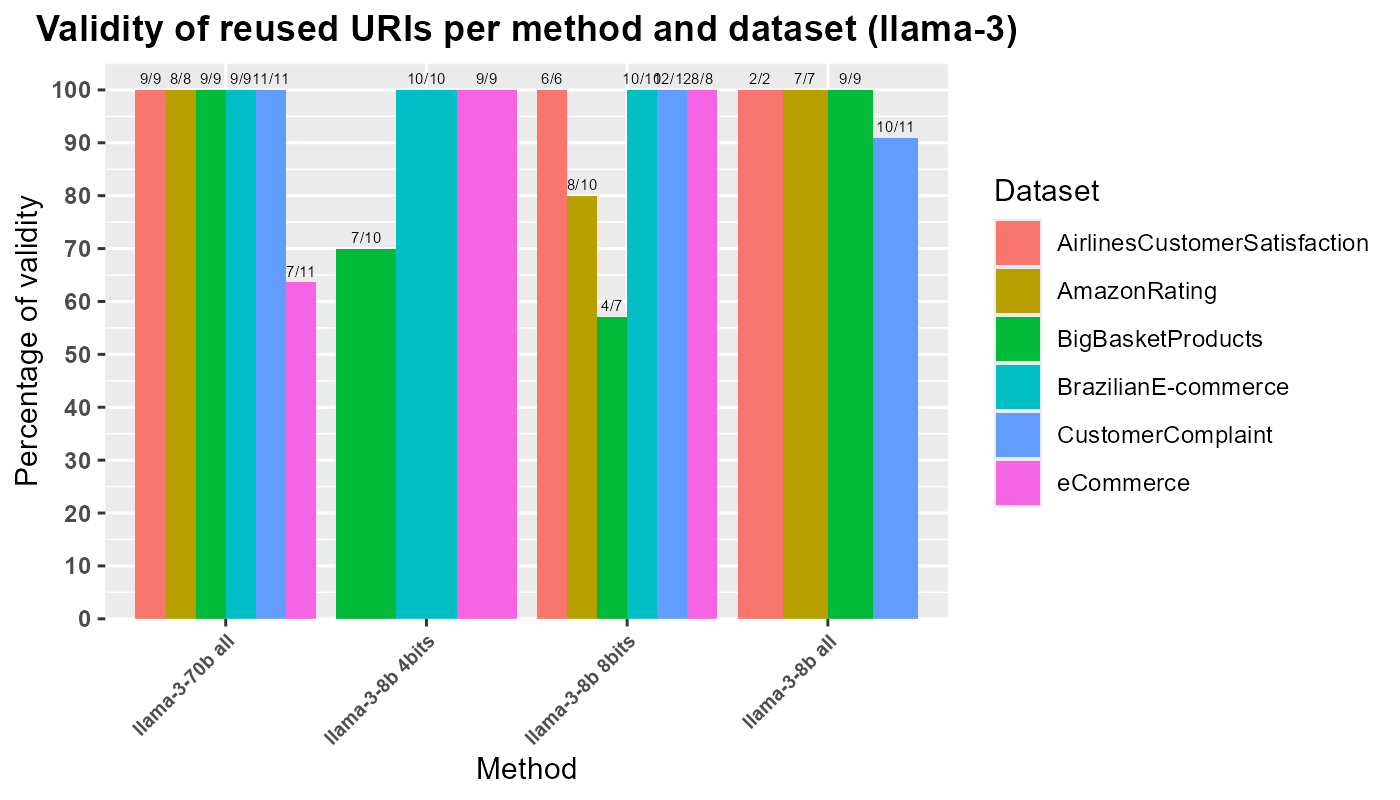 Validity of reused URIs per method and dataset (llama-3)
9/9 8/8 9/9 9/9 11/11 10/10 9/9 6/6 10/10 12/12 8/8 2/2 7/7 9/9
10/11
8/10
7/10
7/11
4/7
100
90
80
70
60
50
40
30
20
10
0
Percentage of validity
llama-3-70b all
llama-3-8b 4bits
llama-3-8b 8bits
llama-3-8b all
Method
Dataset
AirlinesCustomerSatisfaction
AmazonRating
BigBasketProducts
BrazilianE-commerce
CustomerComplaint
eCommerce